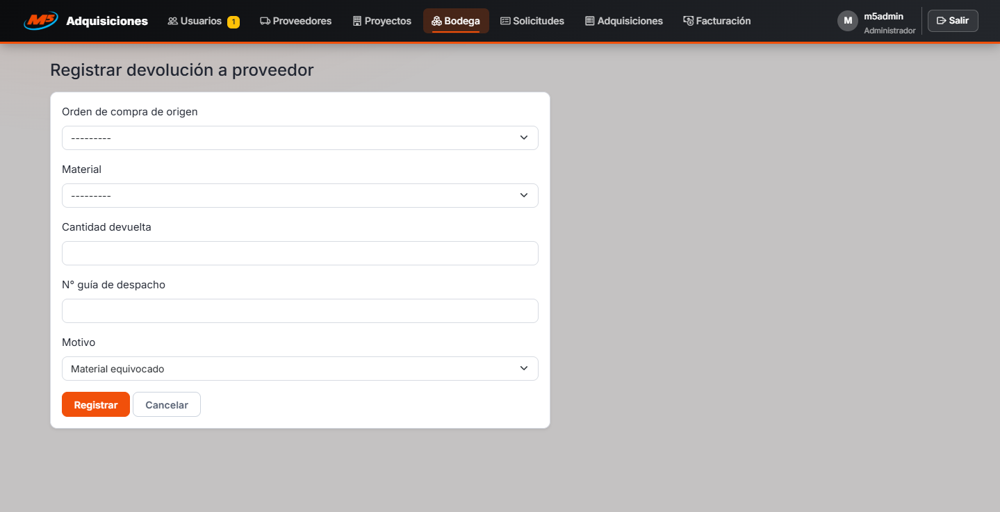 M5 Adquisiciones Usuarios 1 Proveedores Proyectos Bodega Solicitudes Adquisiciones Facturación M m5admin Administrador Salir
Registrar devolución a proveedor
Orden de compra de origen
---------
Material
---------
Cantidad devuelta
N° guía de despacho
Motivo
Material equivocado
Registrar Cancelar